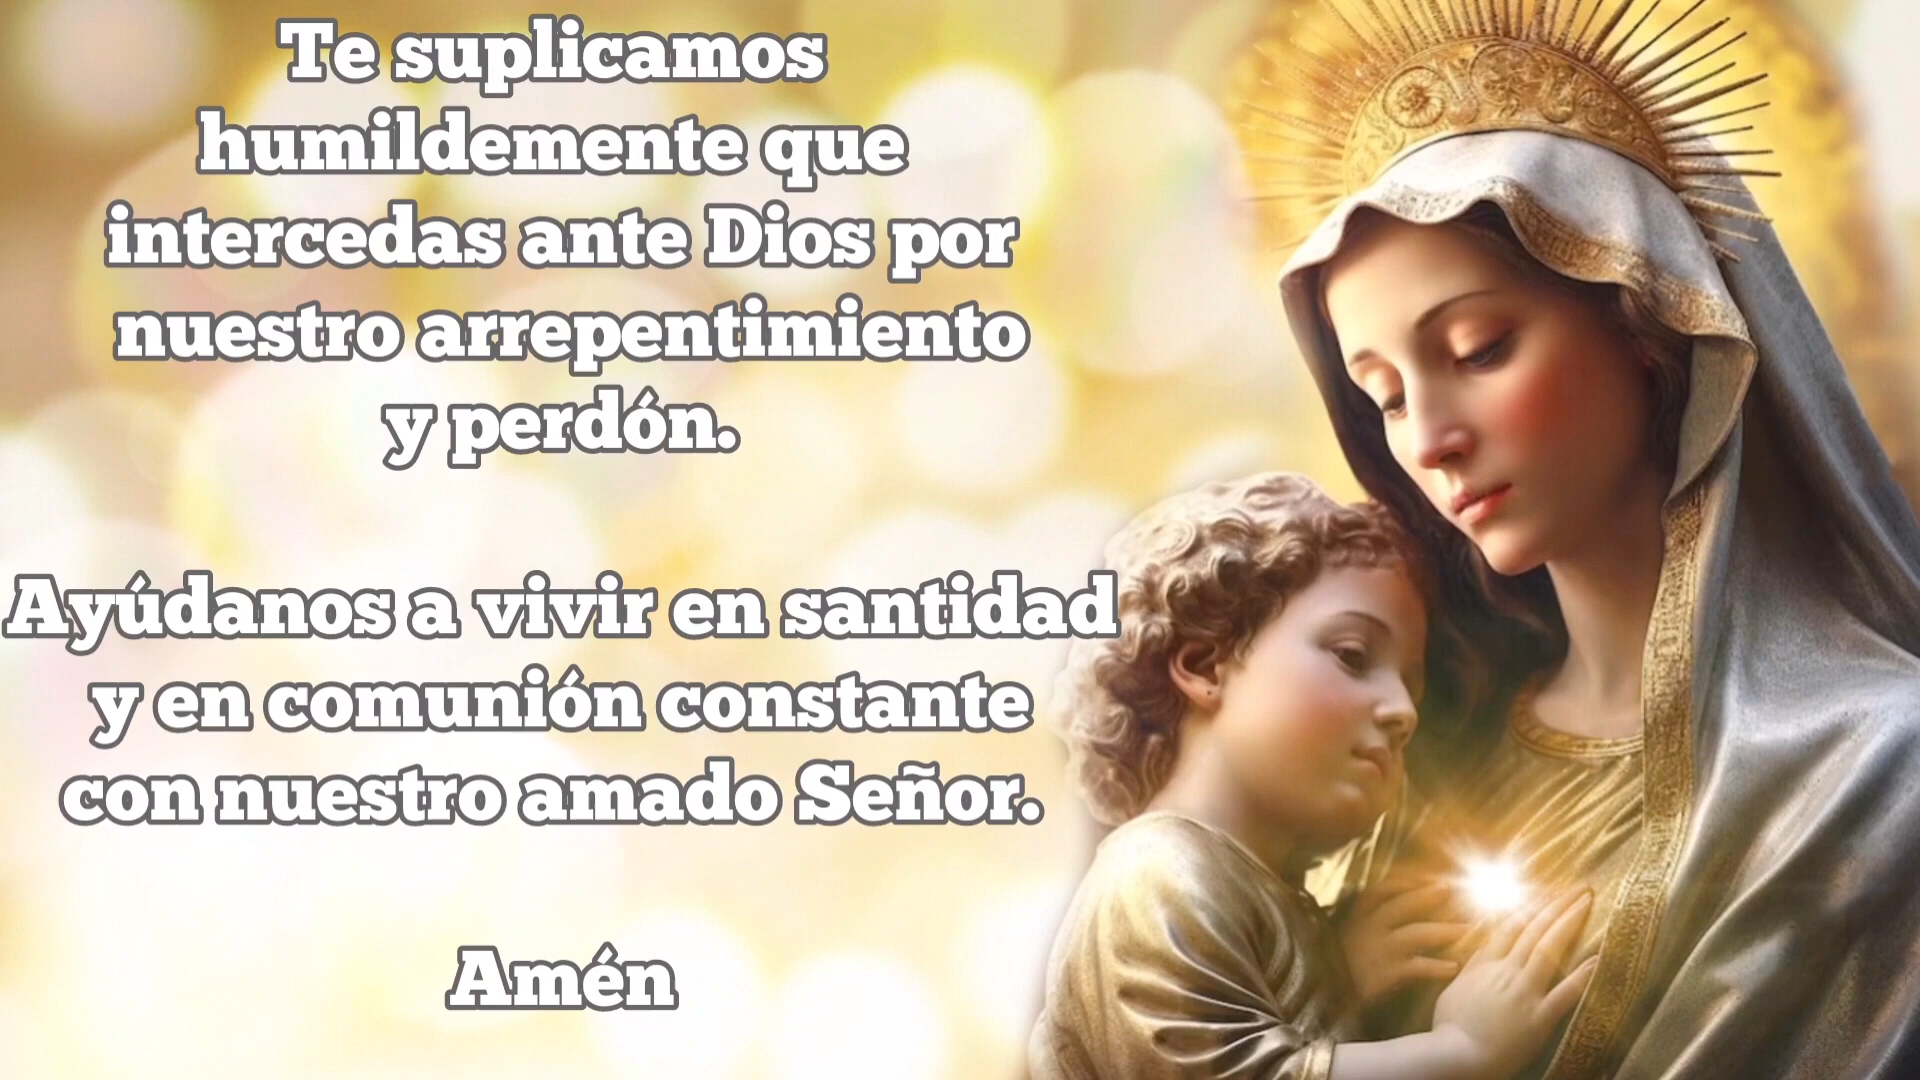 Te suplicamos
humildemente que
intercedas ante Dios por
nuestro arrepentimiento
y perdón.
Ayúdanos a vivir en santidad
y en comunión constante
con nuestro amado Señor.
Amén